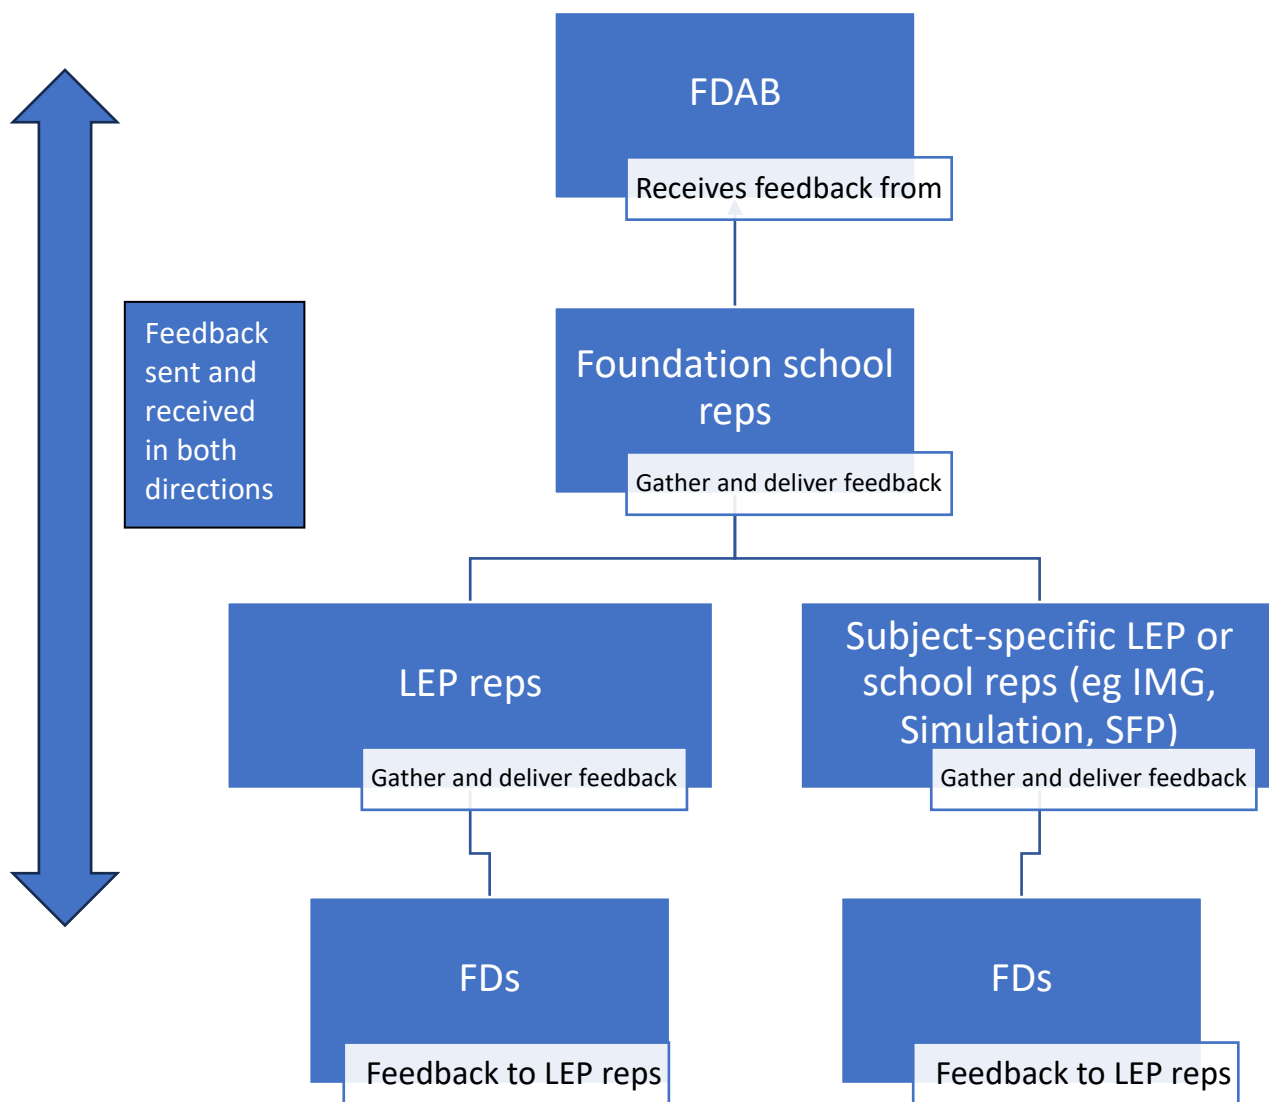 FDAB
Receives feedback from
Feedback
sent and
received
in both
directions
Foundation school
reps
Gather and deliver feedback
LEP reps
Gather and deliver feedback
Subject-specific LEP or
school reps (eg IMG,
Simulation, SFP)
Gather and deliver feedback
FDs
Feedback to LEP reps
FDs
Feedback to LEP reps